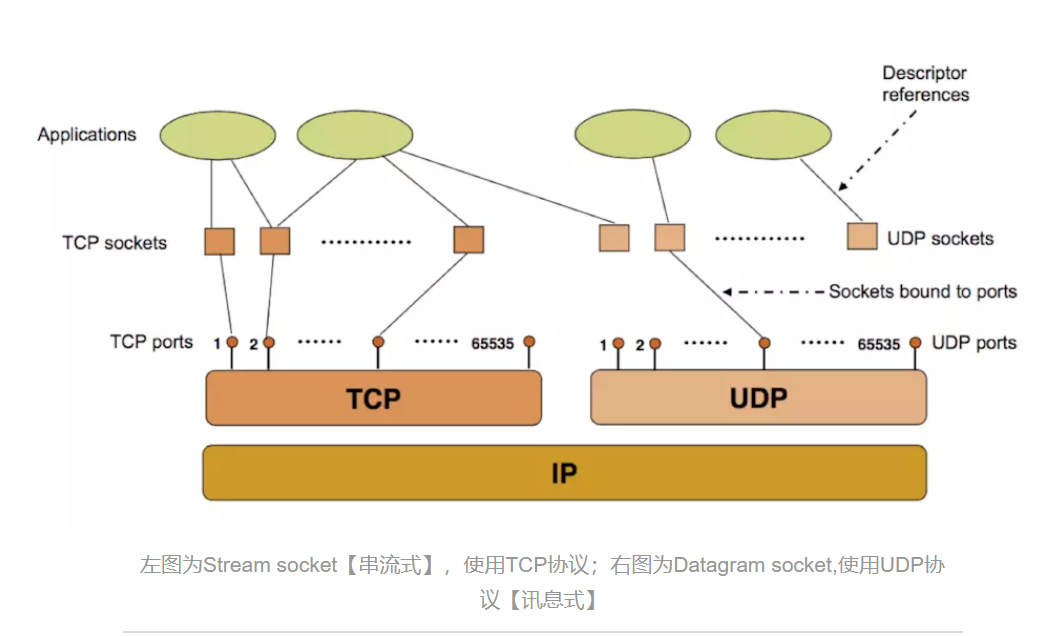 Descriptor
references
Applications
TCP sockets
UDP sockets
Sockets bound to ports
TCP ports
1
2
65535
1
2
65535
UDP ports
TCP
UDP
IP
左图为Stream socket【串流式】，使用TCP协议；右图为Datagram socket,使用UDP协
议【讯息式】